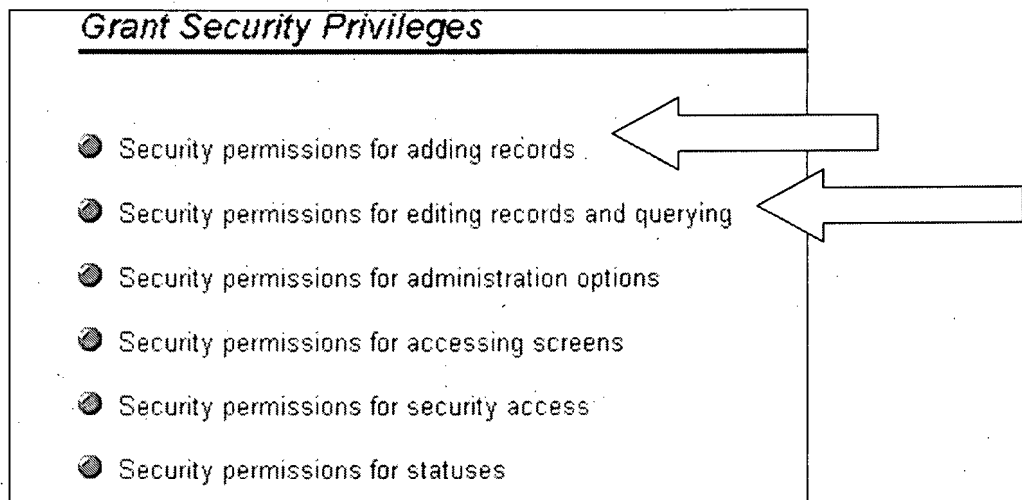 Grant Security Privileges
Security permissions for adding records
Security permissions for editing records and querying
Security permissions for administration options
Security permissions for accessing screens
Security permissions for security access
Security permissions for statuses